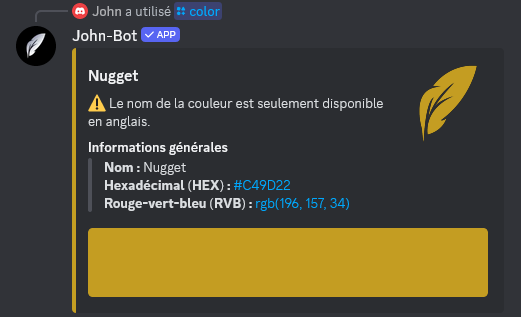 John a utilisé color
John-Bot APP
Nugget
⚠️ Le nom de la couleur est seulement disponible
en anglais.
Informations générales
Nom : Nugget
Hexadécimal (HEX) : #C49D22
Rouge-vert-bleu (RVB) : rgb(196, 157, 34)